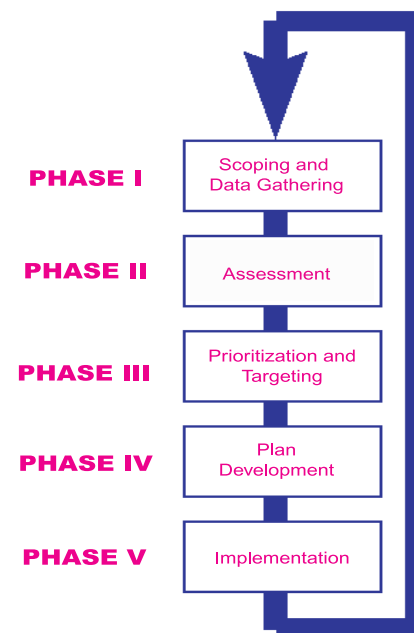 PHASE I
Scoping and
Data Gathering
PHASE II
Assessment
PHASE III
Prioritization and
Targeting
PHASE IV
Plan
Development
PHASE V
Implementation